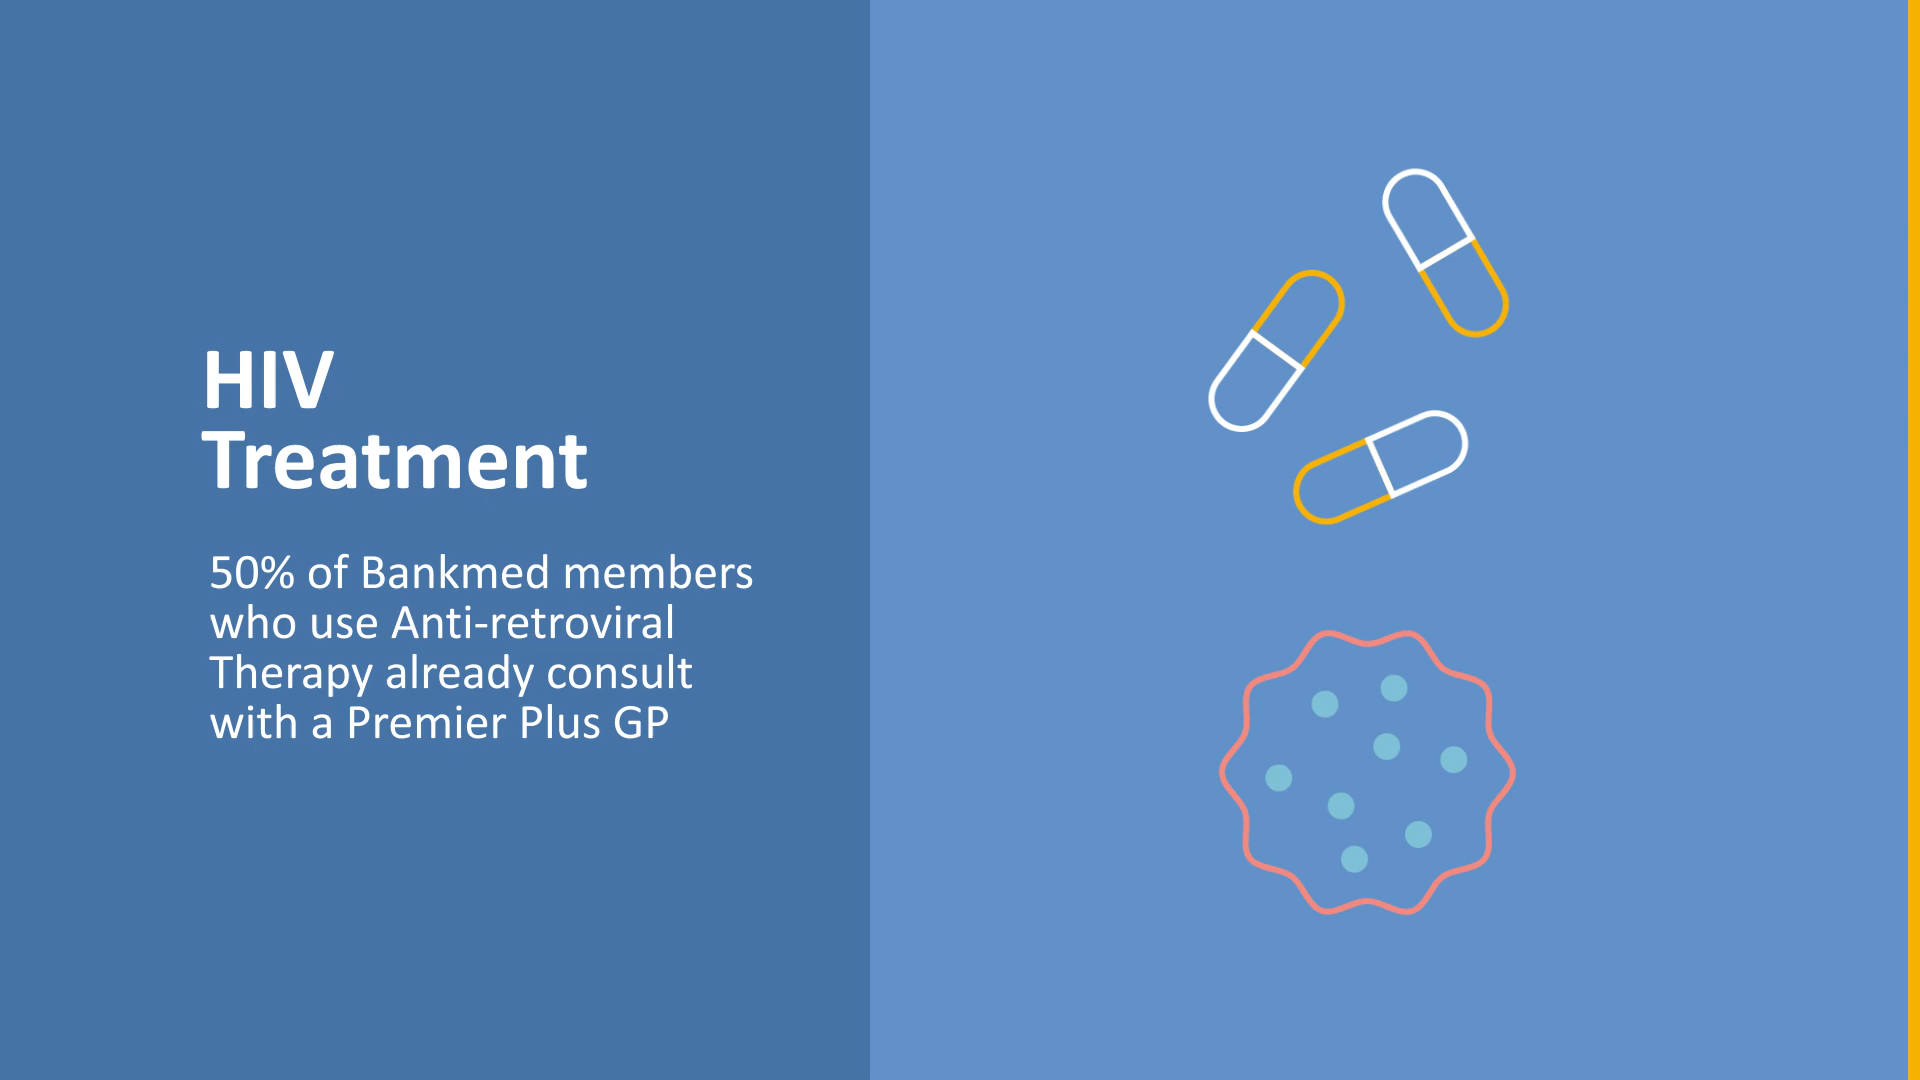 HIV
Treatment
50% of Bankmed members
who use Anti-retroviral
Therapy already consult
with a Premier Plus GP